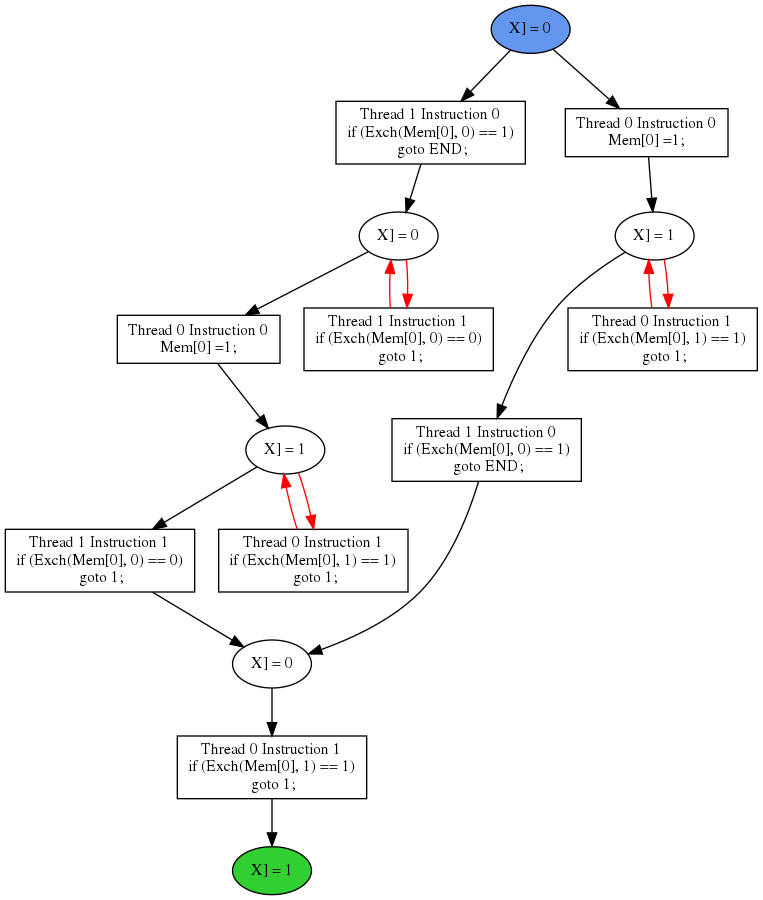 X] = 0
Thread 1 Instruction 0
if (Exch(Mem[0], 0) == 1)
goto END;
Thread 0 Instruction 0
Mem[0] =1;
X] = 0
X] = 1
Thread 0 Instruction 0
Mem[0] =1;
Thread 1 Instruction 1
if (Exch(Mem[0], 0) == 0)
goto 1;
Thread 0 Instruction 1
if (Exch(Mem[0], 1) == 1)
goto 1;
X] = 1
Thread 1 Instruction 0
if (Exch(Mem[0], 0) == 1)
goto END;
Thread 1 Instruction 1
if (Exch(Mem[0], 0) == 0)
goto 1;
Thread 0 Instruction 1
if (Exch(Mem[0], 1) == 1)
goto 1;
X] = 0
Thread 0 Instruction 1
if (Exch(Mem[0], 1) == 1)
goto 1;
X] = 1